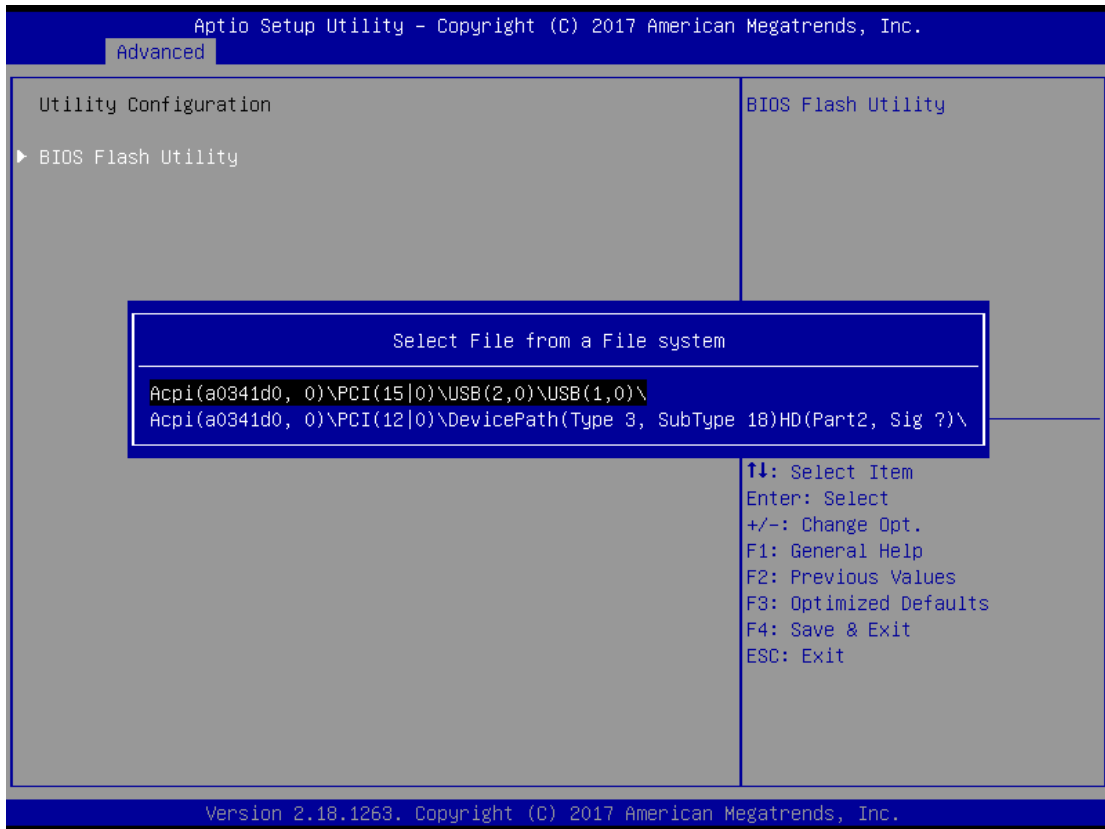 Aptio Setup Utility – Copyright (C) 2017 American Megatrends, Inc.
Advanced
Utility Configuration
BIOS Flash Utility
▶ BIOS Flash Utility
Select File from a File system
Acpi(a0341d0, 0)\PCI(15|0)\USB(2,0)\USB(1,0)\
Acpi(a0341d0, 0)\PCI(12|0)\DevicePath(Type 3, SubType 18)HD(Part2, Sig ?)\
↑↓: Select Item
Enter: Select
+/-: Change Opt.
F1: General Help
F2: Previous Values
F3: Optimized Defaults
F4: Save & Exit
ESC: Exit
Version 2.18.1263. Copyright (C) 2017 American Megatrends, Inc.